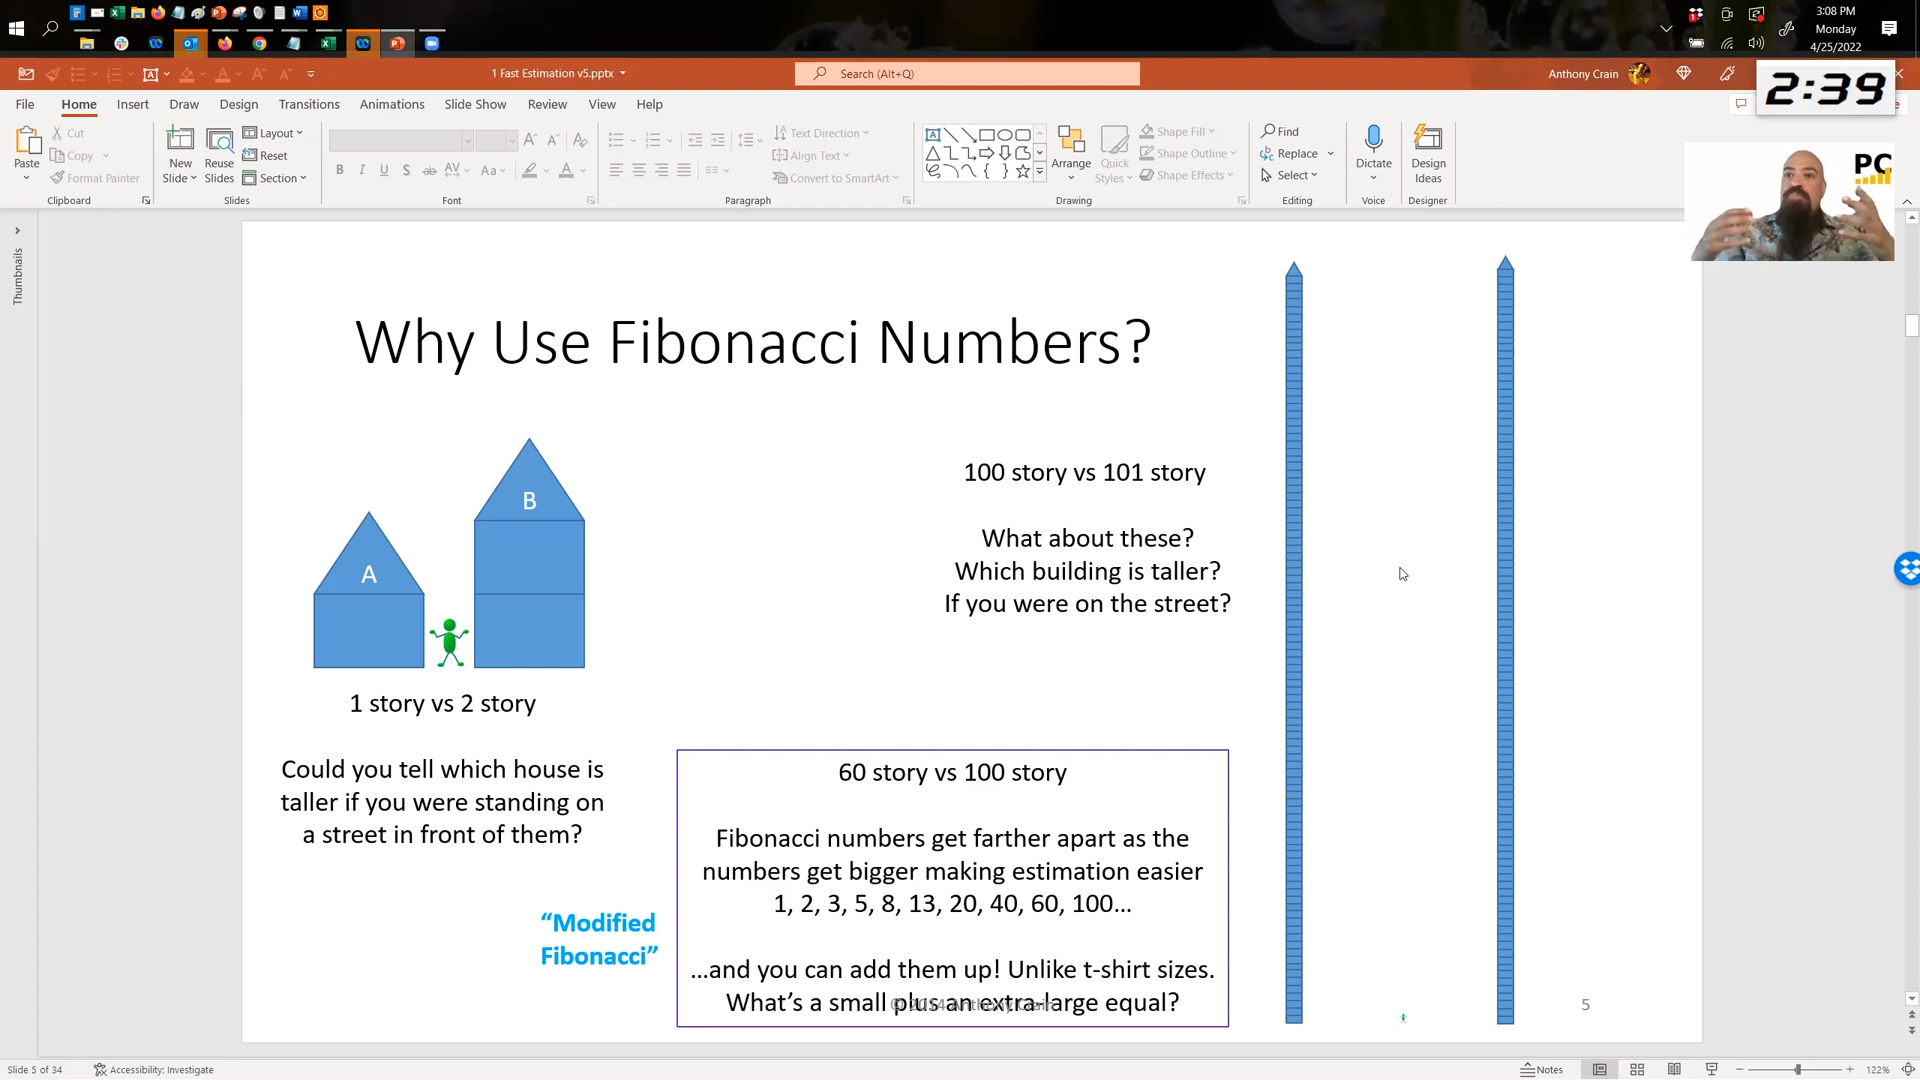 3:08 PM
Monday
4/25/2022
1 Fast Estimation v5.pptx
Search (Alt+Q)
Anthony Crain
2:39
File
Home
Insert
Draw
Design
Transitions
Animations
Slide Show
Review
View
Help
Paste
Cut
Copy
Format Painter
Clipboard
New
Slide
Reuse
Slides
Layout
Reset
Section
Slides
Font
Text Direction
Align Text
Convert to SmartArt
Paragraph
Arrange
Quick
Styles
Shape Fill
Shape Outline
Shape Effects
Drawing
Find
Replace
Select
Editing
Dictate
Voice
Design
Ideas
Designer
PC
Thumbnails
Why Use Fibonacci Numbers?
A
B
1 story vs 2 story
Could you tell which house is
taller if you were standing on
a street in front of them?
100 story vs 101 story
What about these?
Which building is taller?
If you were on the street?
60 story vs 100 story
Fibonacci numbers get farther apart as the
numbers get bigger making estimation easier
1, 2, 3, 5, 8, 13, 20, 40, 60, 100…
…and you can add them up! Unlike t-shirt sizes.
What’s a small plus an extra-large equal?
“Modified
Fibonacci”
© 2014 Anthony Crain
5
Slide 5 of 34
Accessibility: Investigate
Notes
122%